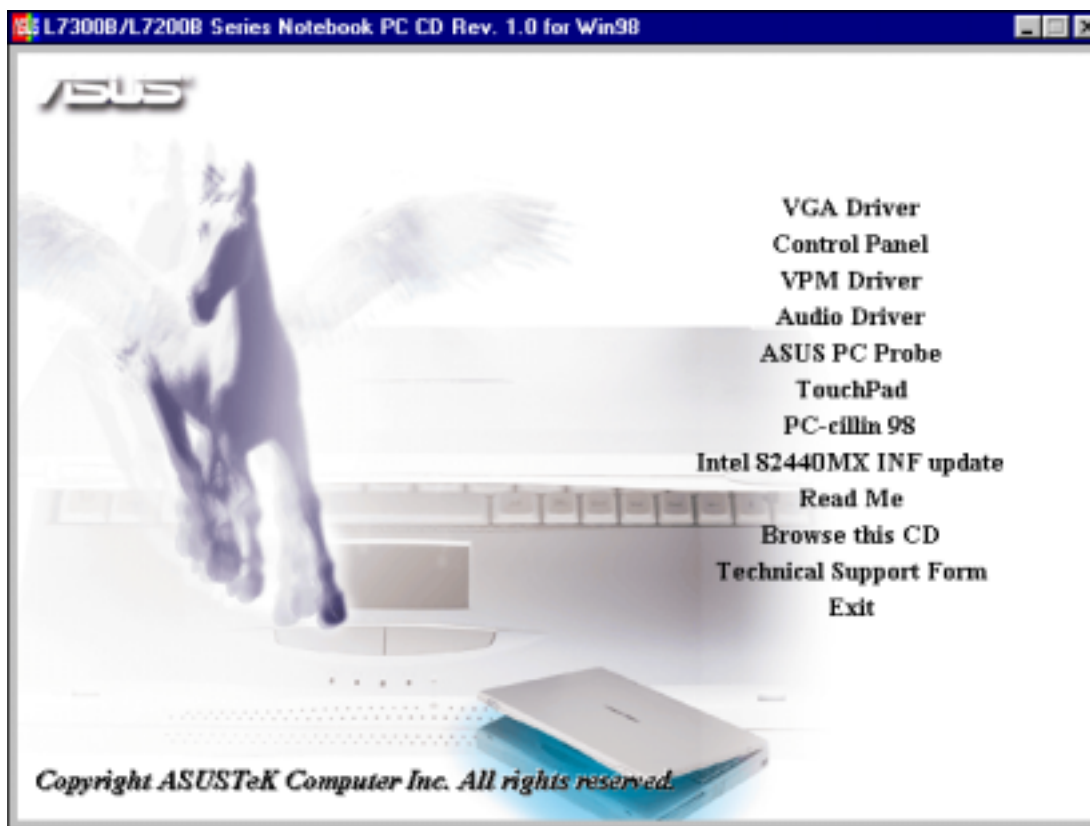 L7300B/L7200B Series Notebook PC CD Rev. 1.0 for Win98
ASUS
VGA Driver
Control Panel
VPM Driver
Audio Driver
ASUS PC Probe
TouchPad
PC-cillin 98
Intel 82440MX INF update
Read Me
Browse this CD
Technical Support Form
Exit
Copyright ASUSTeK Computer Inc. All rights reserved.